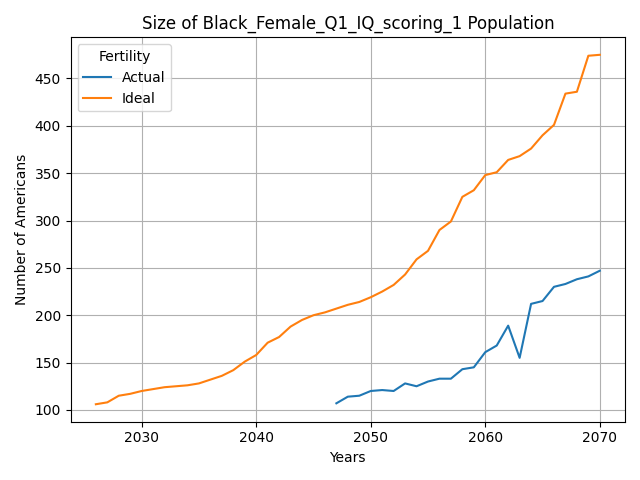 Size of Black_Female_Q1_IQ_scoring_1 Population
Fertility
Actual
Ideal
450
400
350
300
250
200
150
100
Number of Americans
2030 2040 2050 2060 2070
Years